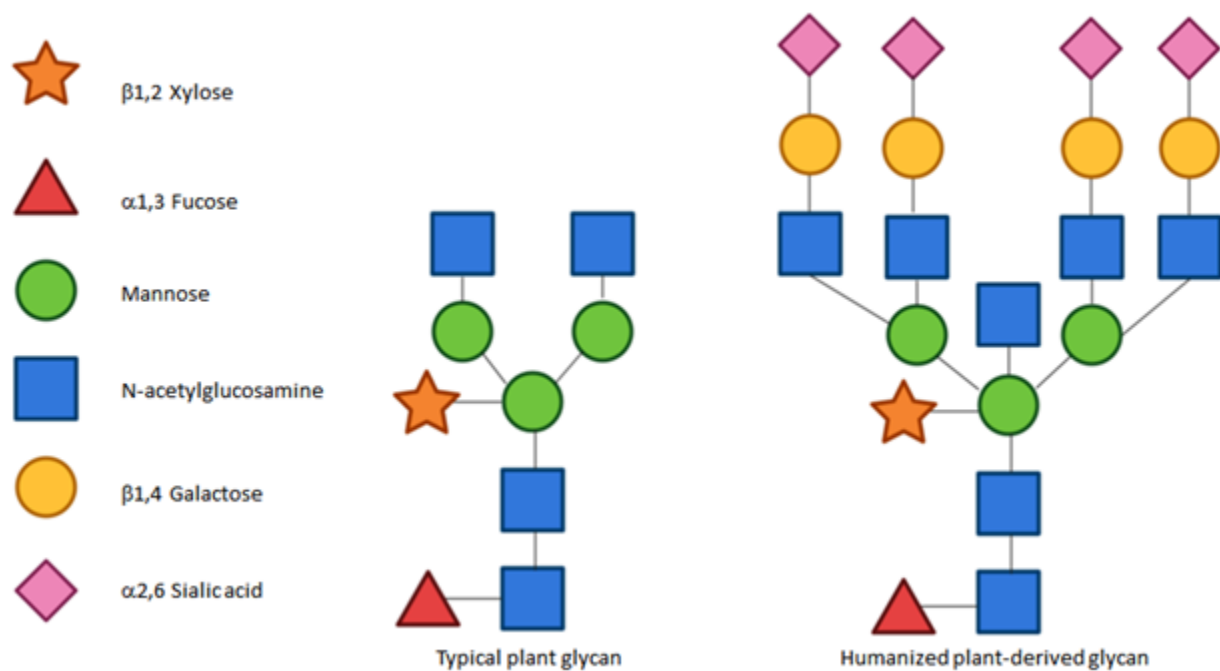 β1,2 Xylose
α1,3 Fucose
Mannose
N-acetylglucosamine
β1,4 Galactose
α2,6 Sialic acid
Typical plant glycan
Humanized plant-derived glycan